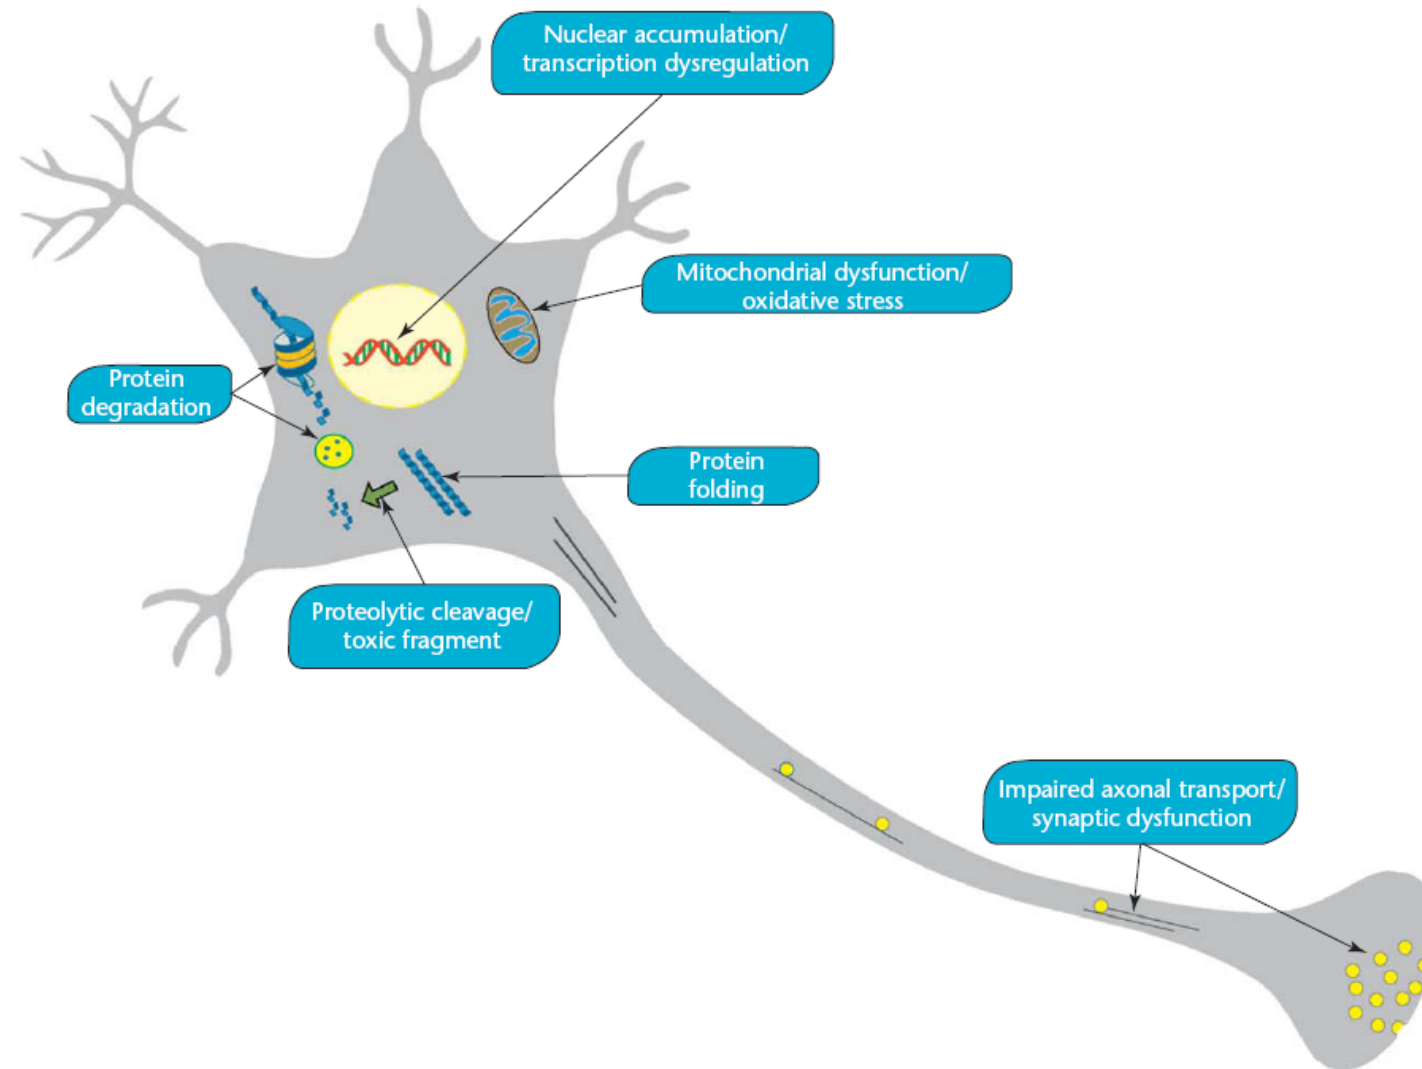 Nuclear accumulation/
transcription dysregulation
Mitochondrial dysfunction/
oxidative stress
Protein
degradation
Protein
folding
Proteolytic cleavage/
toxic fragment
Impaired axonal transport/
synaptic dysfunction